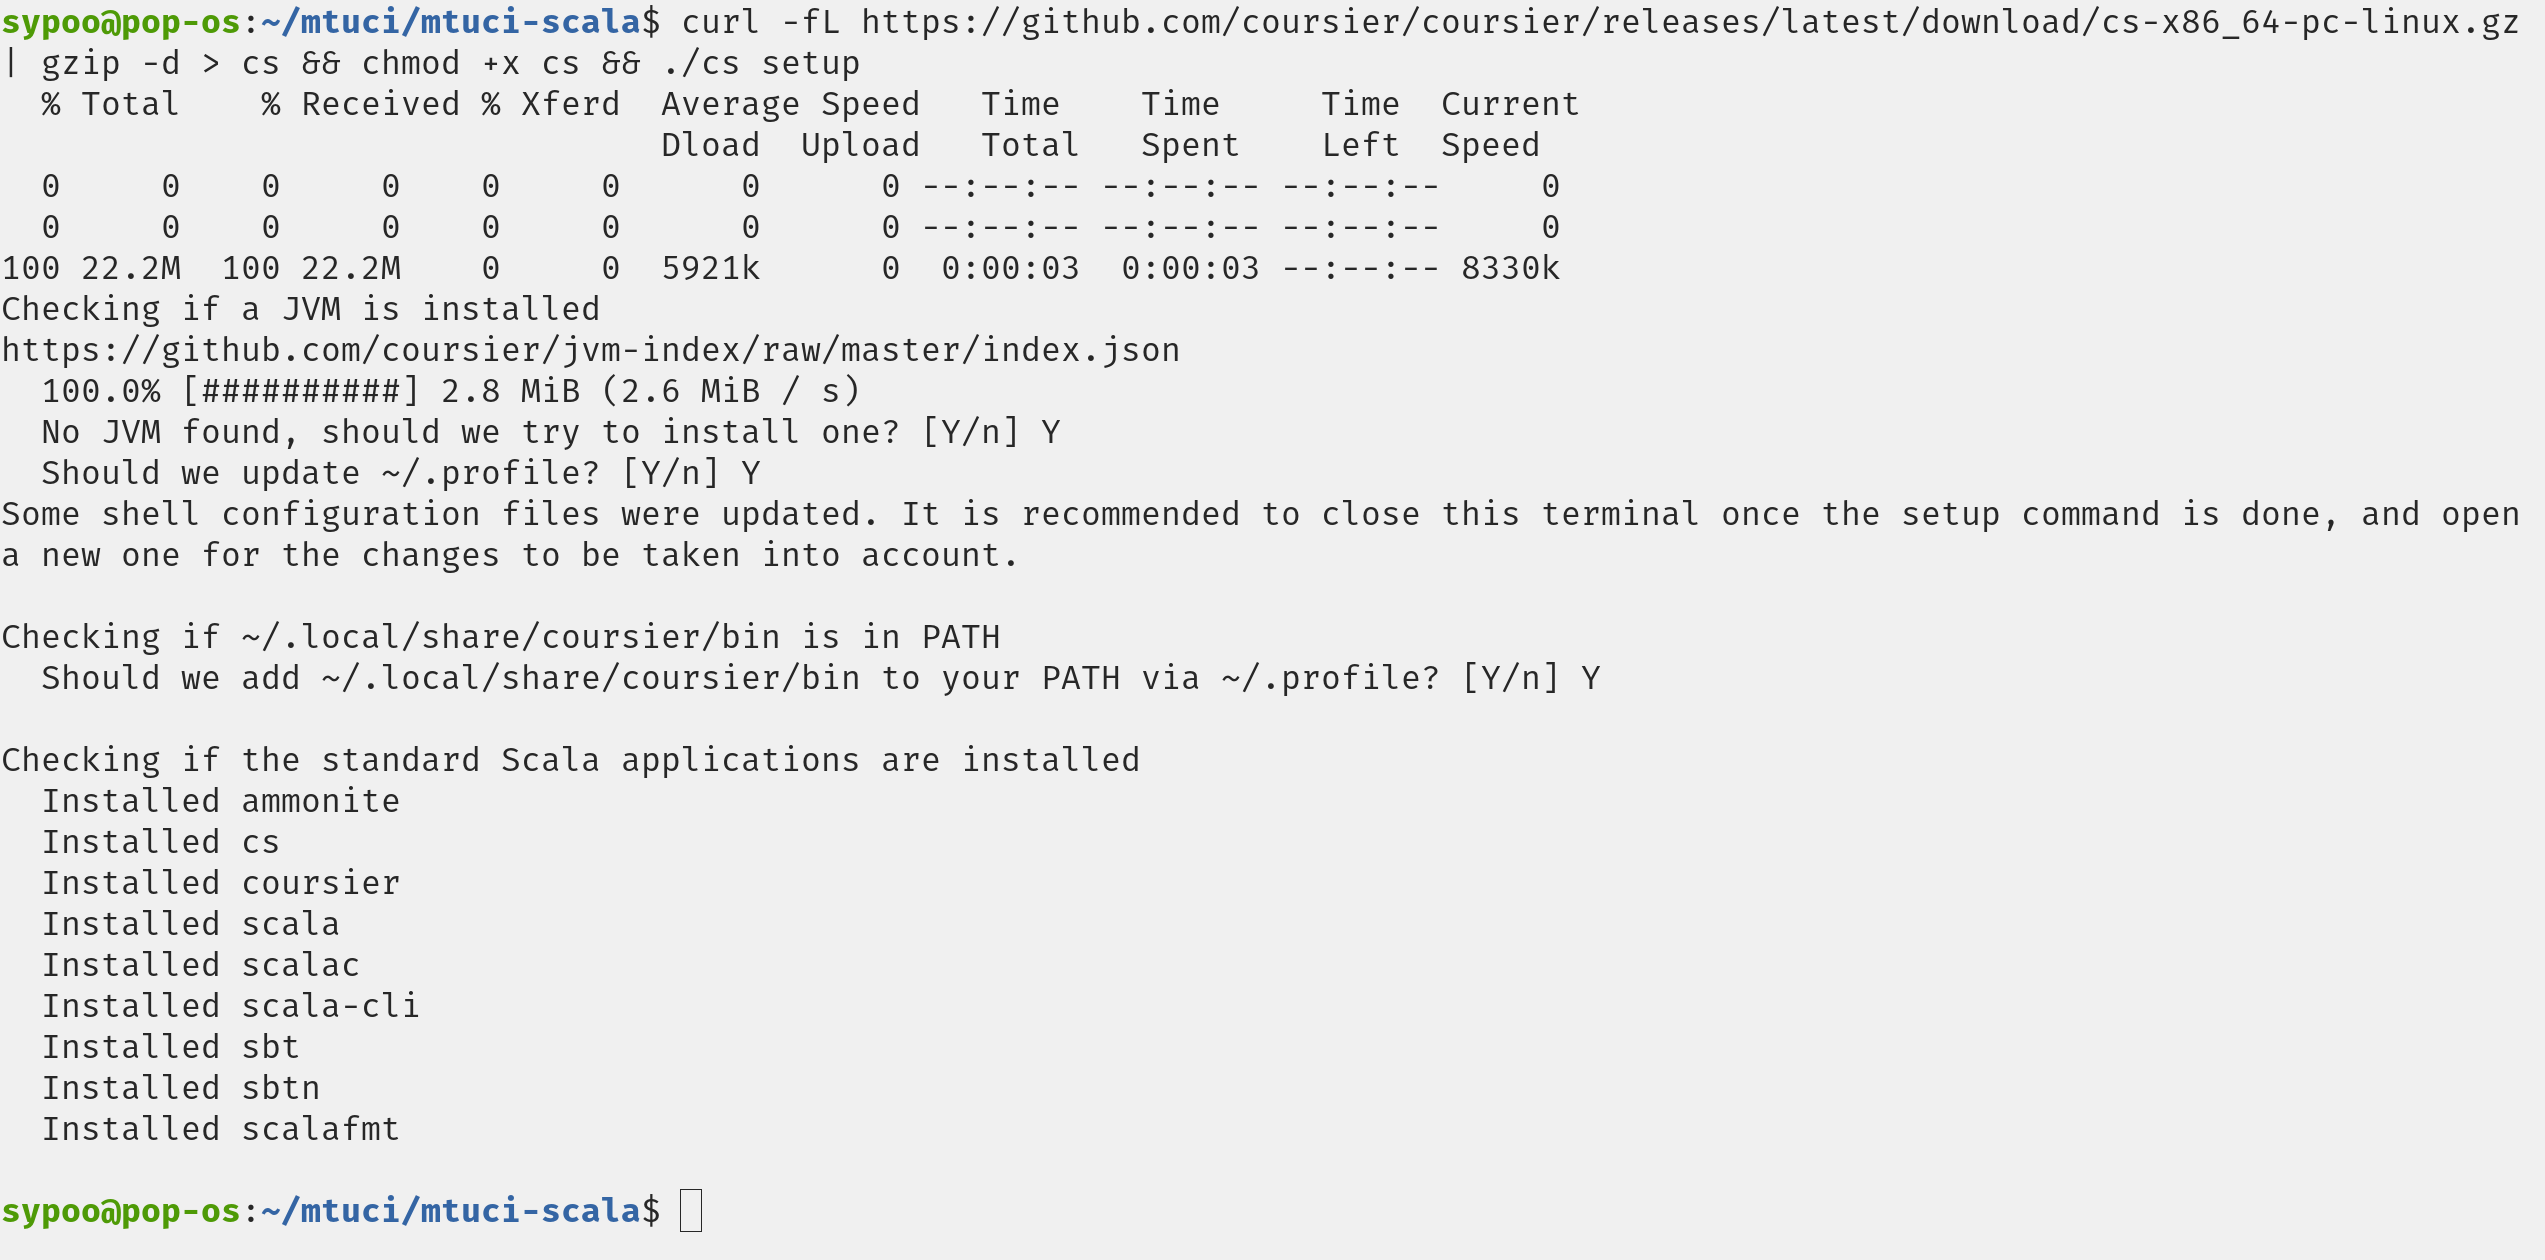 sypoo@pop-os:~/mtuci/mtuci-scala$ curl -fL https://github.com/coursier/coursier/releases/latest/download/cs-x86_64-pc-linux.gz
| gzip -d > cs && chmod +x cs && ./cs setup
  % Total    % Received % Xferd  Average Speed   Time    Time     Time  Current
                                 Dload  Upload   Total   Spent    Left  Speed
  0     0    0     0    0     0      0      0 --:--:-- --:--:-- --:--:--     0
  0     0    0     0    0     0      0      0 --:--:-- --:--:-- --:--:--     0
100 22.2M  100 22.2M    0     0  5921k      0  0:00:03  0:00:03 --:--:-- 8330k
Checking if a JVM is installed
https://github.com/coursier/jvm-index/raw/master/index.json
  100.0% [##########] 2.8 MiB (2.6 MiB / s)
  No JVM found, should we try to install one? [Y/n] Y
  Should we update ~/.profile? [Y/n] Y
Some shell configuration files were updated. It is recommended to close this terminal once the setup command is done, and open
a new one for the changes to be taken into account.

Checking if ~/.local/share/coursier/bin is in PATH
  Should we add ~/.local/share/coursier/bin to your PATH via ~/.profile? [Y/n] Y

Checking if the standard Scala applications are installed
  Installed ammonite
  Installed cs
  Installed coursier
  Installed scala
  Installed scalac
  Installed scala-cli
  Installed sbt
  Installed sbtn
  Installed scalafmt

sypoo@pop-os:~/mtuci/mtuci-scala$